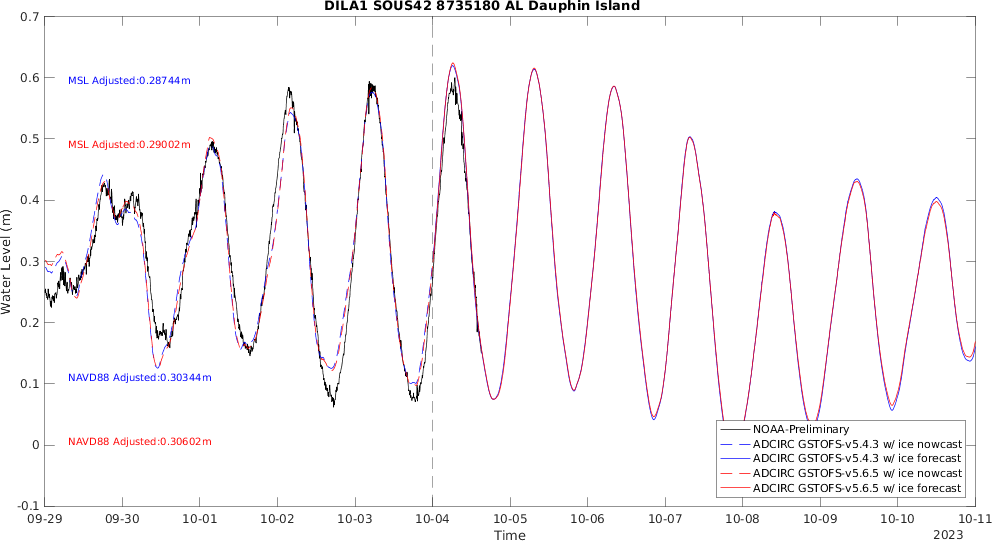 DILA1 SOUS42 8735180 AL Dauphin Island
0.7
0.6
0.5
0.4
0.3
0.2
0.1
0
-0.1
Water Level (m)
MSL Adjusted:0.28744m
MSL Adjusted:0.29002m
NAVD88 Adjusted:0.30344m
NAVD88 Adjusted:0.30602m
NOAA-Preliminary
ADCIRC GSTOFS-v5.4.3 w/ ice nowcast
ADCIRC GSTOFS-v5.4.3 w/ ice forecast
ADCIRC GSTOFS-v5.6.5 w/ ice nowcast
ADCIRC GSTOFS-v5.6.5 w/ ice forecast
09-29 09-30 10-01 10-02 10-03 10-04 10-05 10-06 10-07 10-08 10-09 10-10 10-11
Time
2023